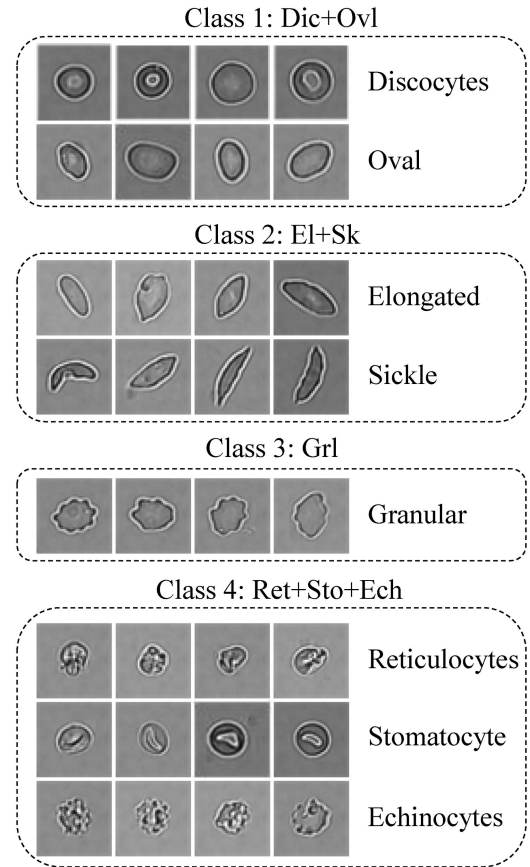 Class 1: Dic+Ovl
Discocytes
Oval
Class 2: El+Sk
Elongated
Sickle
Class 3: Grl
Granular
Class 4: Ret+Sto+Ech
Reticulocytes
Stomatocyte
Echinocytes